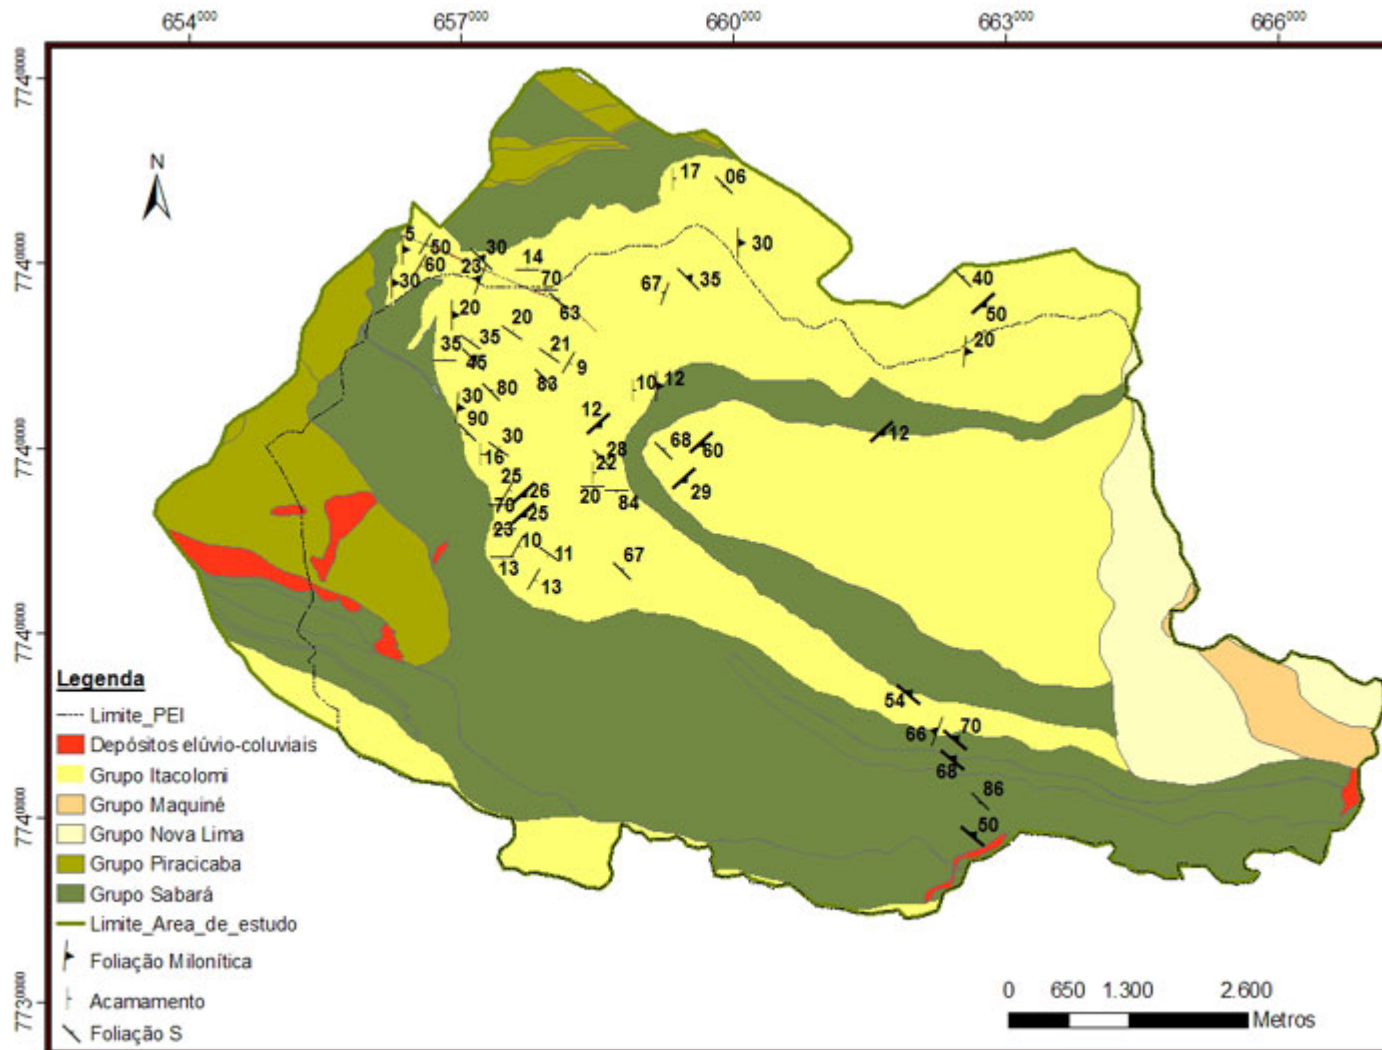 654000 657000 660000 663000 666000
7740000
7740000
7740000
7740000
7740000
7730000
N
17 06
5 50 30 14 30
60 23 70 67 35 40
30 63 50
20 20 20
35 35 21
45 9
83 10 12
80
30 12
90 68 12
30 28 60
16 22
25 29
26 20 84
70 25
23
10 11 67
13 13
54
66 70
68
86
50
Legenda
Limite_PEI
Depósitos elúvio-coluviais
Grupo Itacolomi
Grupo Maquiné
Grupo Nova Lima
Grupo Piracicaba
Grupo Sabará
Limite_Area_de_estudo
Foliação Milonítica
Acamamento
Foliação S
0 650 1.300 2.600
Metros